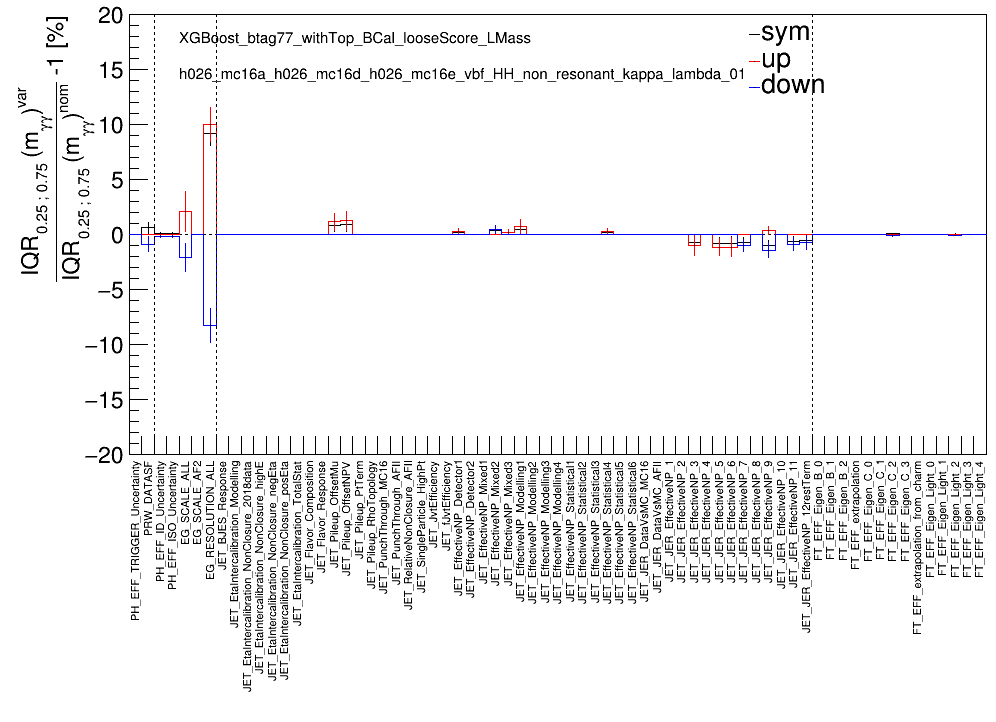 IQR0.25 ; 0.75 (mγγ)var
IQR0.25 ; 0.75 (mγγ)nom -1 [%]
20
15
10
5
0
−5
−10
−15
−20
XGBoost_btag77_withTop_BCal_looseScore_LMass
h026_mc16a_h026_mc16d_h026_mc16e_vbf_HH_non_resonant_kappa_lambda_01
sym
up
down
PH_EFF_TRIGGER_Uncertainty
PRW_DATASF
PH_EFF_ID_Uncertainty
PH_EFF_ISO_Uncertainty
EG_SCALE_ALL
EG_SCALE_AF2
EG_RESOLUTION_ALL
JET_BJES_Response
JET_EtaIntercalibration_Modelling
JET_EtaIntercalibration_NonClosure_2018data
JET_EtaIntercalibration_NonClosure_highE
JET_EtaIntercalibration_NonClosure_negEta
JET_EtaIntercalibration_NonClosure_posEta
JET_EtaIntercalibration_TotalStat
JET_Flavor_Composition
JET_Flavor_Response
JET_Pileup_OffsetMu
JET_Pileup_OffsetNPV
JET_Pileup_PtTerm
JET_Pileup_RhoTopology
JET_PunchThrough_MC16
JET_PunchThrough_AFII
JET_RelativeNonClosure_AFII
JET_SingleParticle_HighPt
JET_JvtEfficiency
JET_fJvtEfficiency
JET_EffectiveNP_Detector1
JET_EffectiveNP_Detector2
JET_EffectiveNP_Mixed1
JET_EffectiveNP_Mixed2
JET_EffectiveNP_Mixed3
JET_EffectiveNP_Modelling1
JET_EffectiveNP_Modelling2
JET_EffectiveNP_Modelling3
JET_EffectiveNP_Modelling4
JET_EffectiveNP_Statistical1
JET_EffectiveNP_Statistical2
JET_EffectiveNP_Statistical3
JET_EffectiveNP_Statistical4
JET_EffectiveNP_Statistical5
JET_EffectiveNP_Statistical6
JET_JER_DataVsMC_MC16
JET_JER_DataVsMC_AFII
JET_JER_EffectiveNP_1
JET_JER_EffectiveNP_2
JET_JER_EffectiveNP_3
JET_JER_EffectiveNP_4
JET_JER_EffectiveNP_5
JET_JER_EffectiveNP_6
JET_JER_EffectiveNP_7
JET_JER_EffectiveNP_8
JET_JER_EffectiveNP_9
JET_JER_EffectiveNP_10
JET_JER_EffectiveNP_11
JET_JER_EffectiveNP_12restTerm
FT_EFF_Eigen_B_0
FT_EFF_Eigen_B_1
FT_EFF_Eigen_B_2
FT_EFF_extrapolation
FT_EFF_Eigen_C_0
FT_EFF_Eigen_C_1
FT_EFF_Eigen_C_2
FT_EFF_Eigen_C_3
FT_EFF_extrapolation_from_charm
FT_EFF_Eigen_Light_0
FT_EFF_Eigen_Light_1
FT_EFF_Eigen_Light_2
FT_EFF_Eigen_Light_3
FT_EFF_Eigen_Light_4